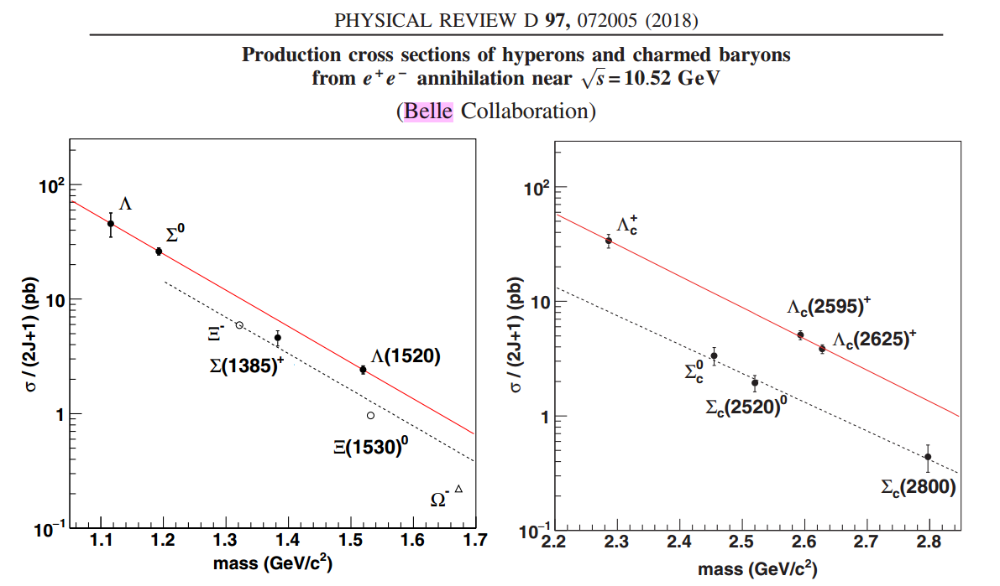 PHYSICAL REVIEW D 97, 072005 (2018)
Production cross sections of hyperons and charmed baryons
from e⁺e⁻ annihilation near √s = 10.52 GeV
(Belle Collaboration)
σ / (2J+1) (pb)
10²
10
1
10⁻¹
Λ
Σ⁰
Ξ⁻
Σ(1385)⁺
Λ(1520)
Ξ(1530)⁰
Ω⁻
1.1 1.2 1.3 1.4 1.5 1.6 1.7
mass (GeV/c²)
σ / (2J+1) (pb)
10²
10
1
10⁻¹
Λc⁺
Λc(2595)⁺
Λc(2625)⁺
Σc⁰
Σc(2520)⁰
Σc(2800)
2.2 2.3 2.4 2.5 2.6 2.7 2.8
mass (GeV/c²)